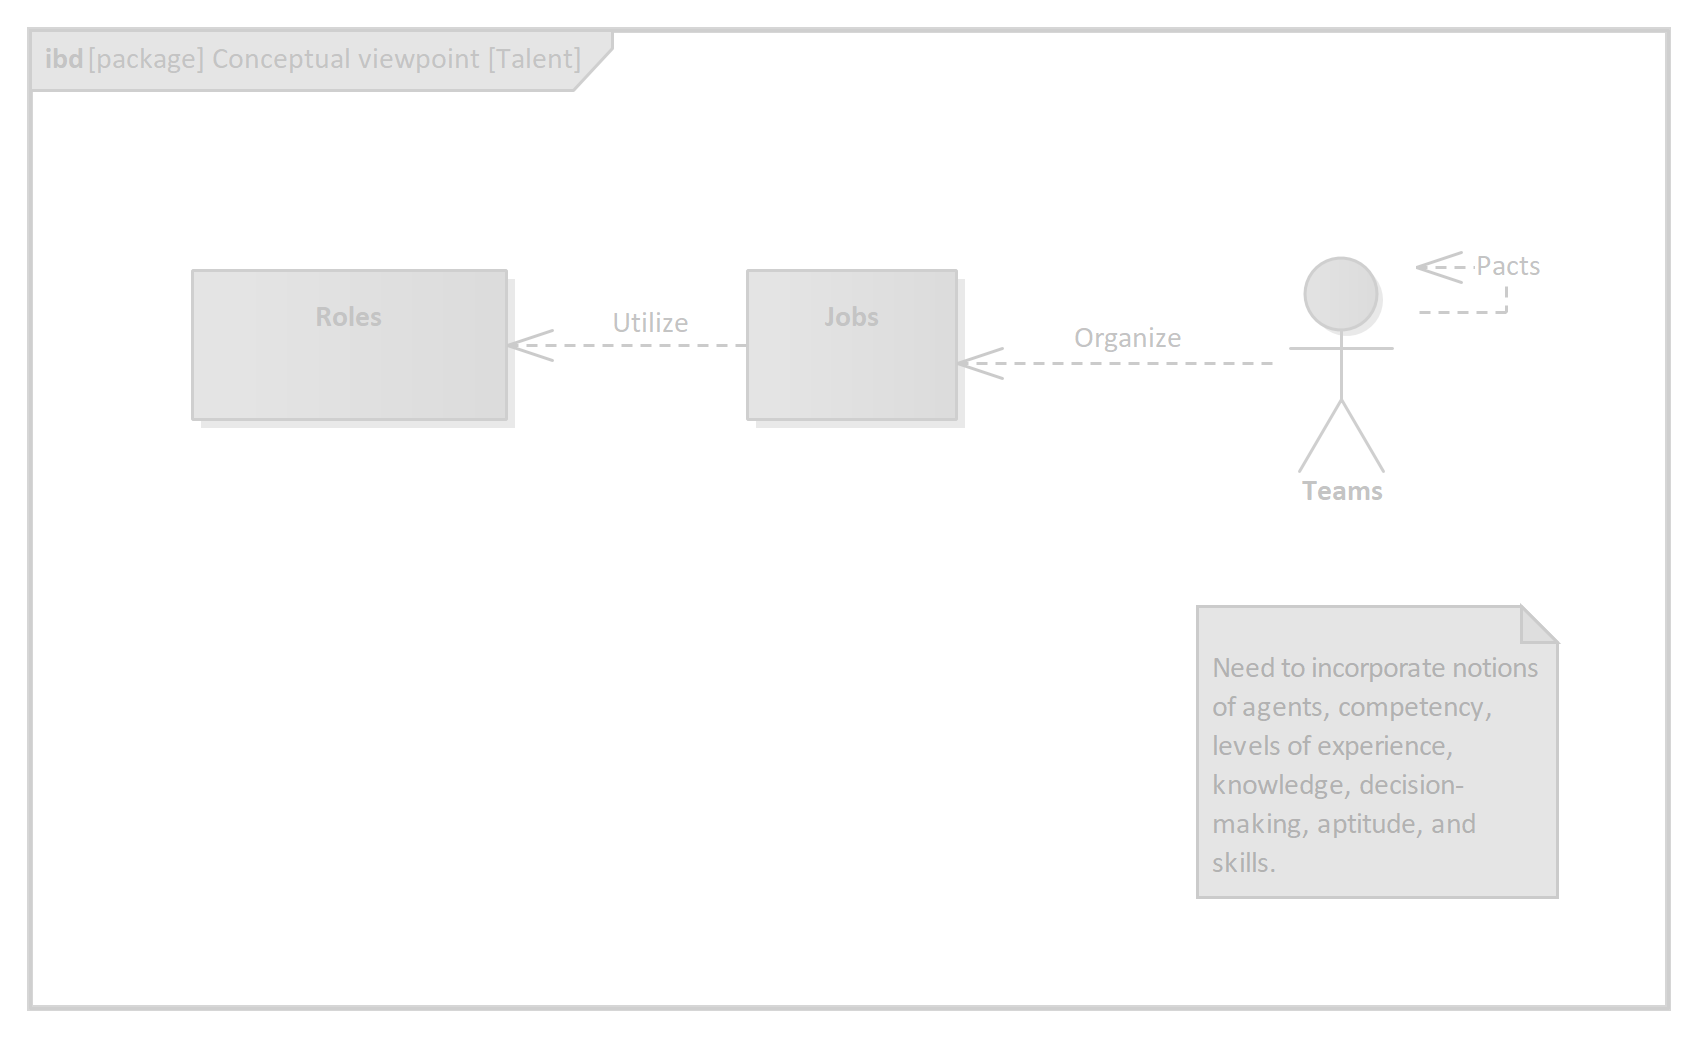 ibd [package] Conceptual viewpoint [Talent]
Pacts
Roles
Utilize
Jobs
Organize
Teams
Need to incorporate notions
of agents, competency,
levels of experience,
knowledge, decision-
making, aptitude, and
skills.